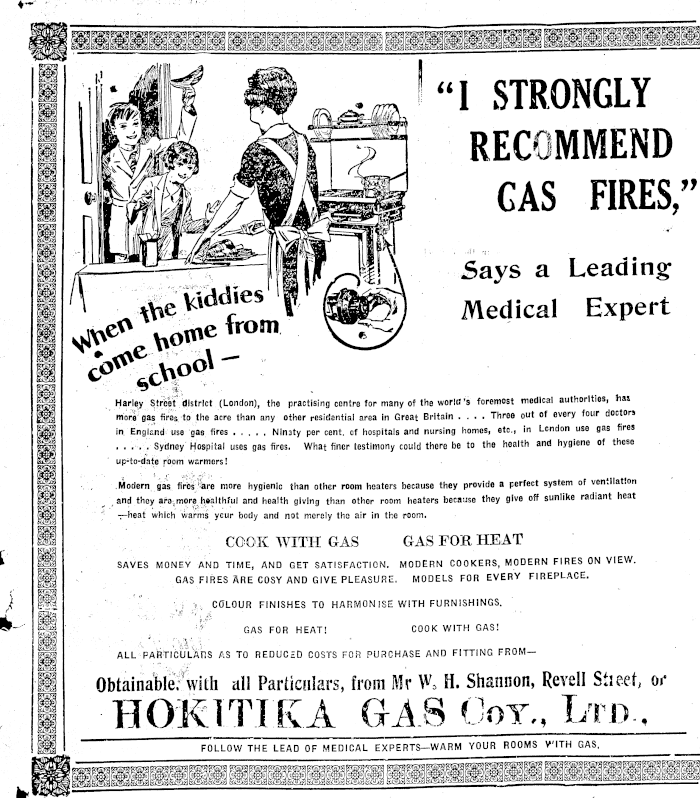 "I STRONGLY
RECOMMEND
GAS FIRES,"
Says a Leading
Medical Expert
When the kiddies
come home from
school —
Harley Street district (London), the practising centre for many of the world's foremost medical authorities, has
more gas fires to the acre than any other residential area in Great Britain . . . . Three out of every four doctors
in England use gas fires . . . . . Ninety per cent. of hospitals and nursing homes, etc., in London use gas fires
. . . . . Sydney Hospital uses gas fires. What finer testimony could there be to the health and hygiene of these
up-to-date room warmers!
Modern gas fires are more hygienic than other room heaters because they provide a perfect system of ventilation
and they are more healthful and health giving than other room heaters because they give off sunlike radiant heat
—heat which warms your body and not merely the air in the room.
COOK WITH GAS GAS FOR HEAT
SAVES MONEY AND TIME, AND GET SATISFACTION. MODERN COOKERS, MODERN FIRES ON VIEW.
GAS FIRES ARE COSY AND GIVE PLEASURE. MODELS FOR EVERY FIREPLACE.
COLOUR FINISHES TO HARMONISE WITH FURNISHINGS.
GAS FOR HEAT! COOK WITH GAS!
ALL PARTICULARS AS TO REDUCED COSTS FOR PURCHASE AND FITTING FROM—
Obtainable, with all Particulars, from Mr W. H. Shannon, Revell Street, or
HOKITIKA GAS COY., LTD.,
FOLLOW THE LEAD OF MEDICAL EXPERTS—WARM YOUR ROOMS WITH GAS.